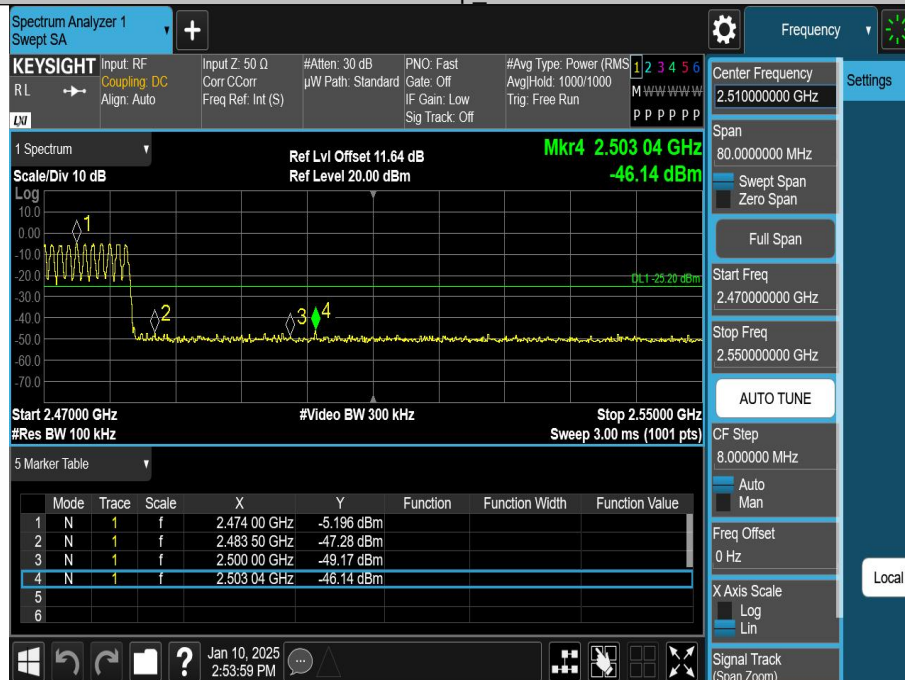 Spectrum Analyzer 1
Swept SA
+
Frequency
KEYSIGHT
RL
LXI
Input: RF
Coupling: DC
Align: Auto
Input Z: 50 Ω
Corr CCorr
Freq Ref: Int (S)
#Atten: 30 dB
µW Path: Standard
PNO: Fast
Gate: Off
IF Gain: Low
Sig Track: Off
#Avg Type: Power (RMS
Avg|Hold: 1000/1000
Trig: Free Run
1 2 3 4 5 6
M W W W W W
P P P P P P
1 Spectrum
Scale/Div 10 dB
Ref Lvl Offset 11.64 dB
Ref Level 20.00 dBm
Mkr4 2.503 04 GHz
-46.14 dBm
Log
10.0
0.00
-10.0
-20.0
-30.0
-40.0
-50.0
-60.0
-70.0
1
2
3
4
DL1 -25.20 dBm
Start 2.47000 GHz
#Video BW 300 kHz
Stop 2.55000 GHz
#Res BW 100 kHz
Sweep 3.00 ms (1001 pts)
5 Marker Table
Mode Trace Scale X Y Function Function Width Function Value
1 N 1 f 2.474 00 GHz -5.196 dBm
2 N 1 f 2.483 50 GHz -47.28 dBm
3 N 1 f 2.500 00 GHz -49.17 dBm
4 N 1 f 2.503 04 GHz -46.14 dBm
5
6
?
Jan 10, 2025
2:53:59 PM
Center Frequency
2.510000000 GHz
Settings
Span
80.0000000 MHz
Swept Span
Zero Span
Full Span
Start Freq
2.470000000 GHz
Stop Freq
2.550000000 GHz
AUTO TUNE
CF Step
8.000000 MHz
Auto
Man
Freq Offset
0 Hz
Local
X Axis Scale
Log
Lin
Signal Track
(Span Zoom)